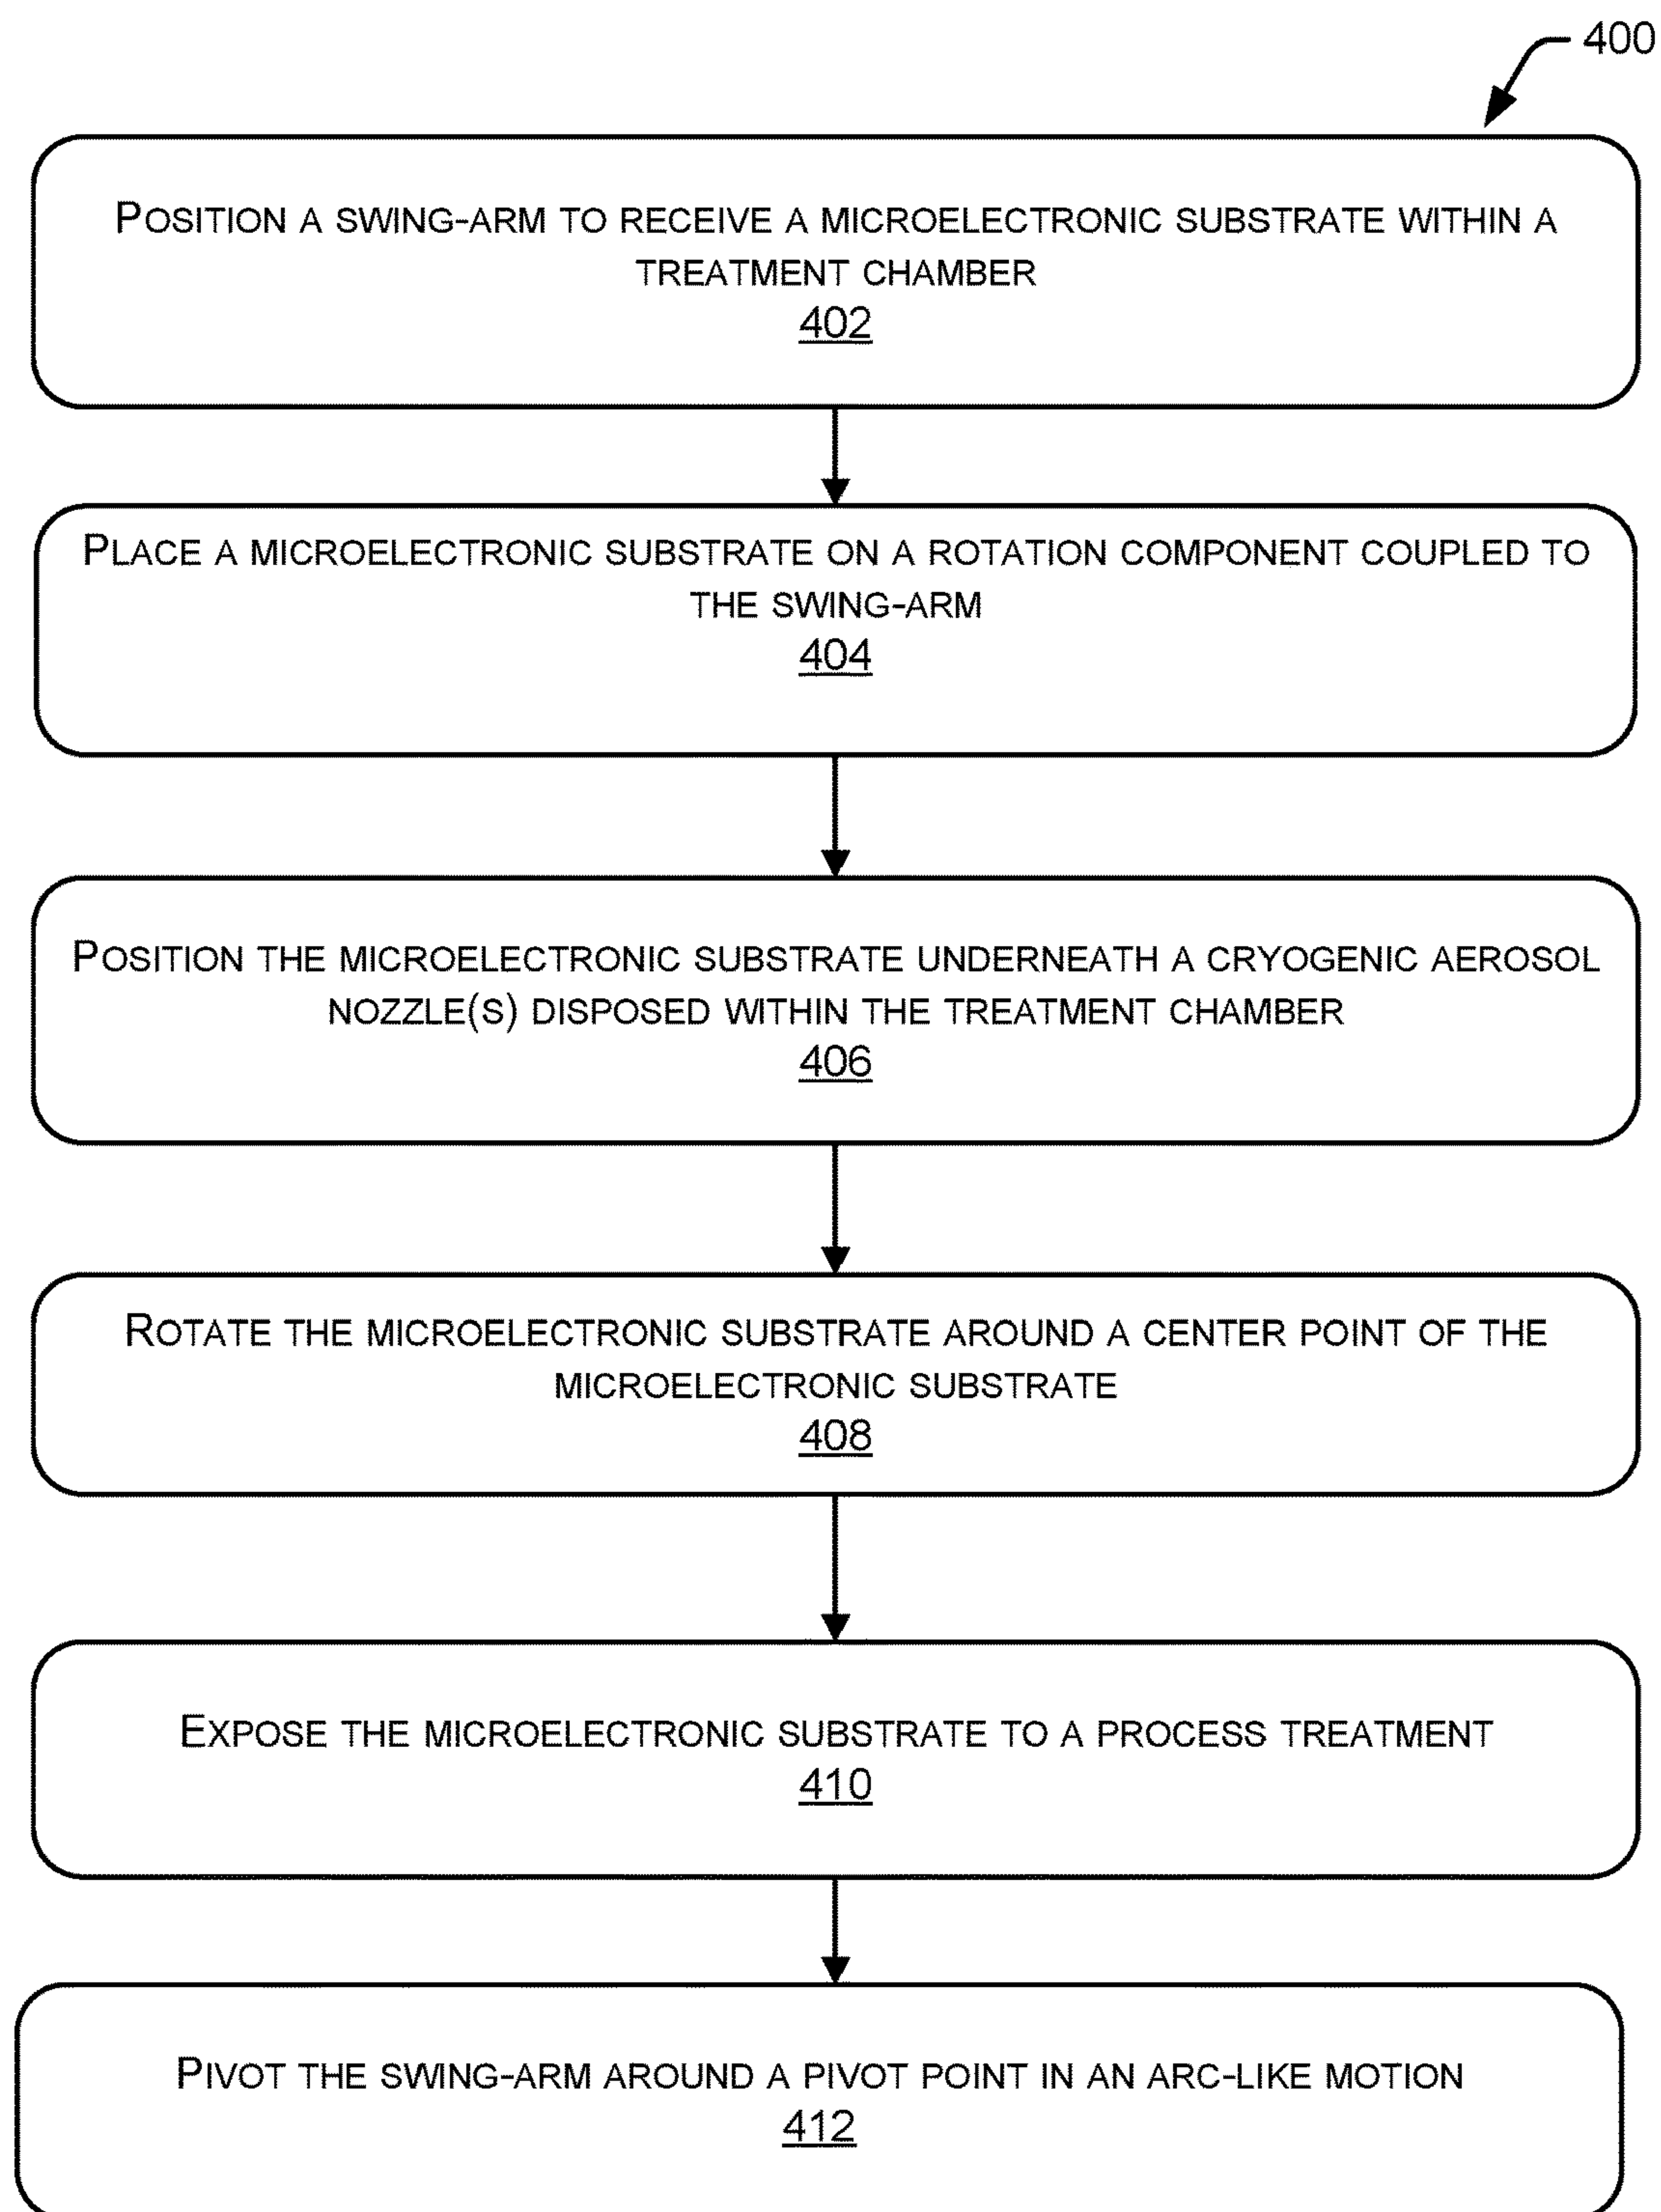 400
POSITION A SWING-ARM TO RECEIVE A MICROELECTRONIC SUBSTRATE WITHIN A
TREATMENT CHAMBER
402
PLACE A MICROELECTRONIC SUBSTRATE ON A ROTATION COMPONENT COUPLED TO
THE SWING-ARM
404
POSITION THE MICROELECTRONIC SUBSTRATE UNDERNEATH A CRYOGENIC AEROSOL
NOZZLE(S) DISPOSED WITHIN THE TREATMENT CHAMBER
406
ROTATE THE MICROELECTRONIC SUBSTRATE AROUND A CENTER POINT OF THE
MICROELECTRONIC SUBSTRATE
408
EXPOSE THE MICROELECTRONIC SUBSTRATE TO A PROCESS TREATMENT
410
PIVOT THE SWING-ARM AROUND A PIVOT POINT IN AN ARC-LIKE MOTION
412